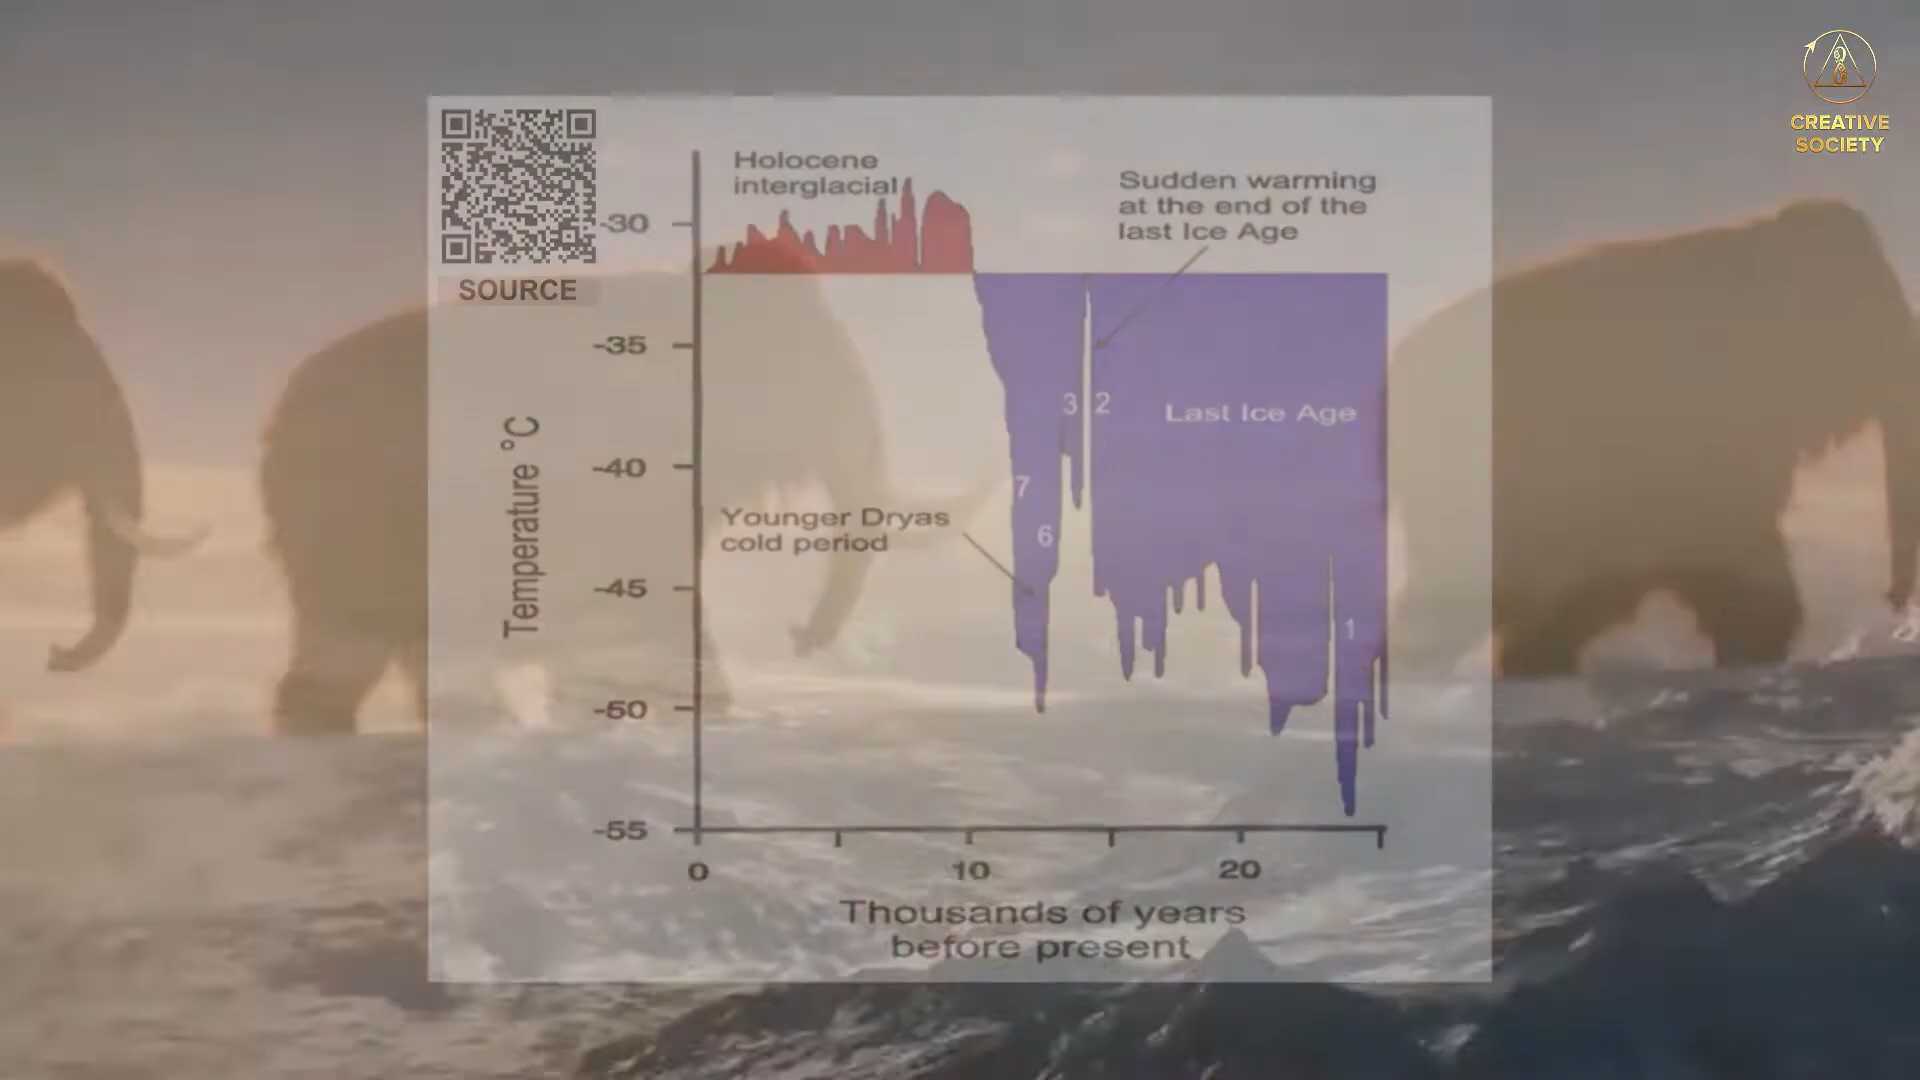 CREATIVE
SOCIETY
SOURCE
Holocene
interglacial
Sudden warming
at the end of the
last Ice Age
-30
-35
-40
-45
-50
-55
Temperature °C
3
2
Last Ice Age
7
6
Younger Dryas
cold period
1
0
10
20
Thousands of years
before present